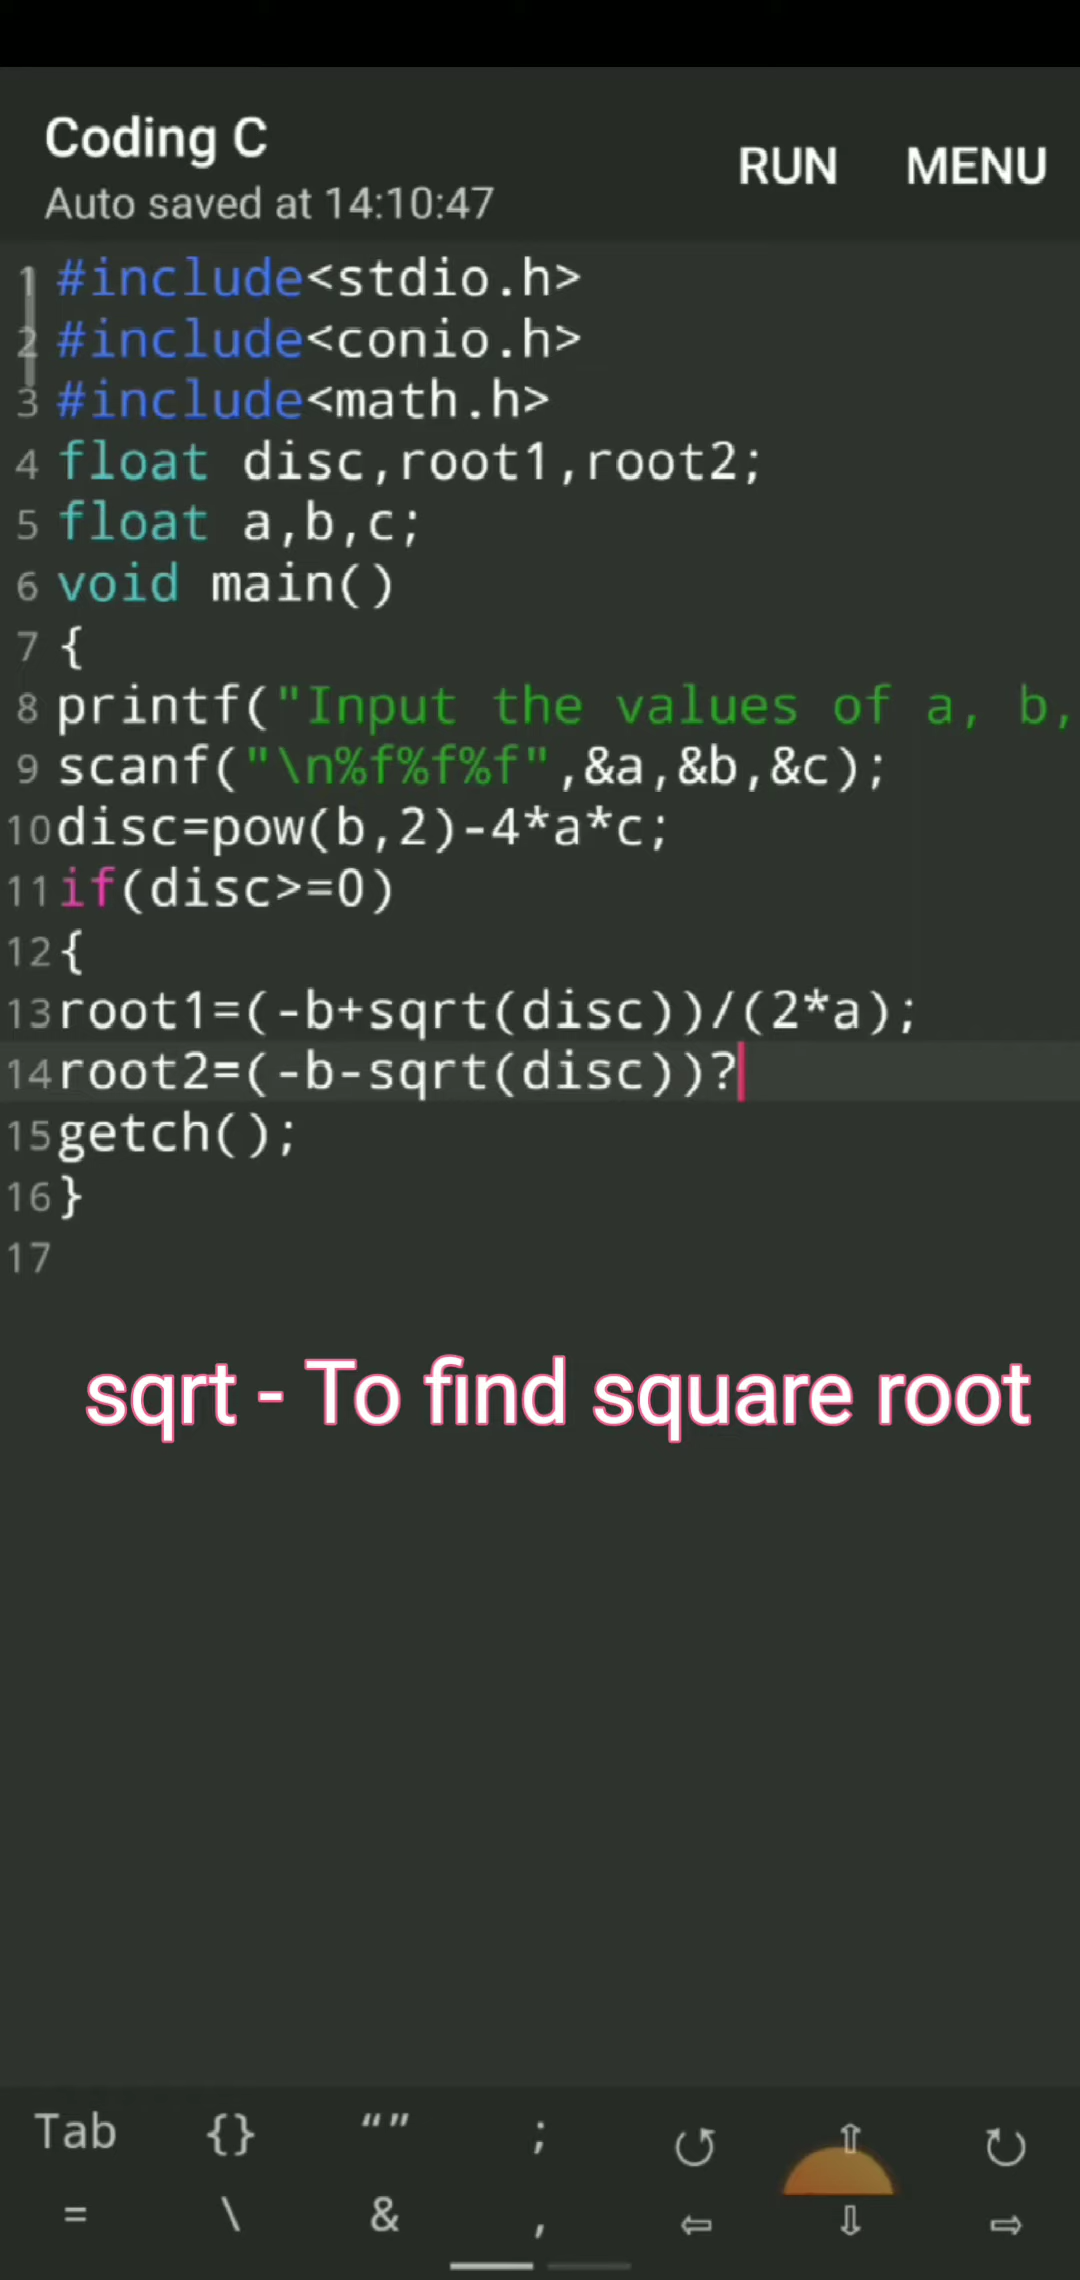 Coding C
Auto saved at 14:10:47
RUN MENU
1 #include<stdio.h>
2 #include<conio.h>
3 #include<math.h>
4 float disc,root1,root2;
5 float a,b,c;
6 void main()
7 {
8 printf("Input the values of a, b,
9 scanf("\n%f%f%f",&a,&b,&c);
10 disc=pow(b,2)-4*a*c;
11 if(disc>=0)
12 {
13 root1=(-b+sqrt(disc))/(2*a);
14 root2=(-b-sqrt(disc))?
15 getch();
16 }
17
sqrt - To find square root
Tab {} “” ; ↺ ⇧ ↻
= \ & , ⇦ ⇩ ⇨